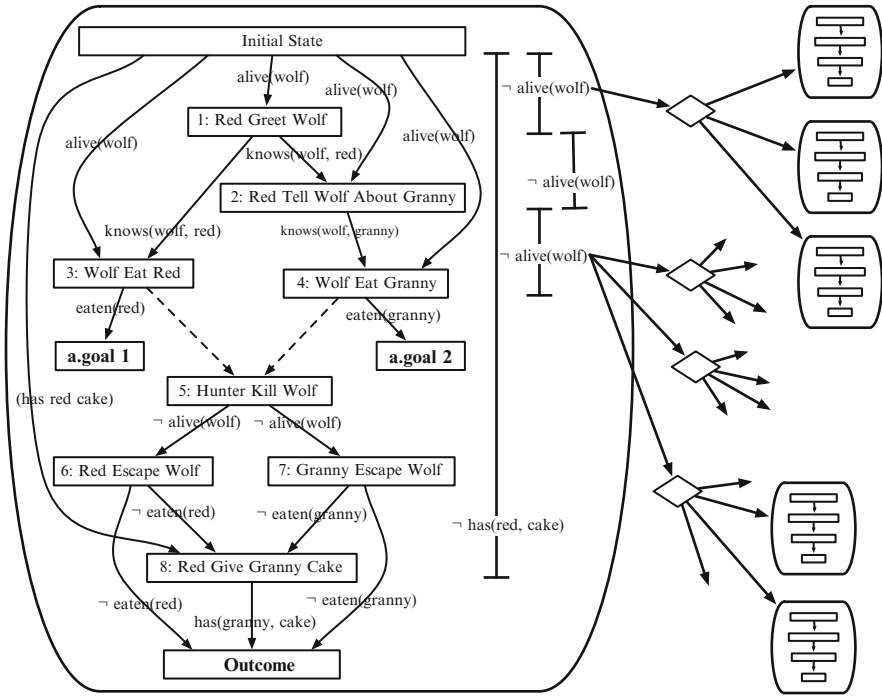 Initial State
alive(wolf)
alive(wolf)
¬ alive(wolf)
1: Red Greet Wolf
alive(wolf)
alive(wolf)
knows(wolf, red)
¬ alive(wolf)
2: Red Tell Wolf About Granny
knows(wolf, red)
knows(wolf, granny)
¬ alive(wolf)
3: Wolf Eat Red
4: Wolf Eat Granny
eaten(red)
eaten(granny)
a.goal 1
a.goal 2
5: Hunter Kill Wolf
(has red cake)
¬ alive(wolf)
¬ alive(wolf)
6: Red Escape Wolf
7: Granny Escape Wolf
¬ eaten(red)
¬ eaten(granny)
¬ has(red, cake)
8: Red Give Granny Cake
¬ eaten(red)
¬ eaten(granny)
has(granny, cake)
Outcome